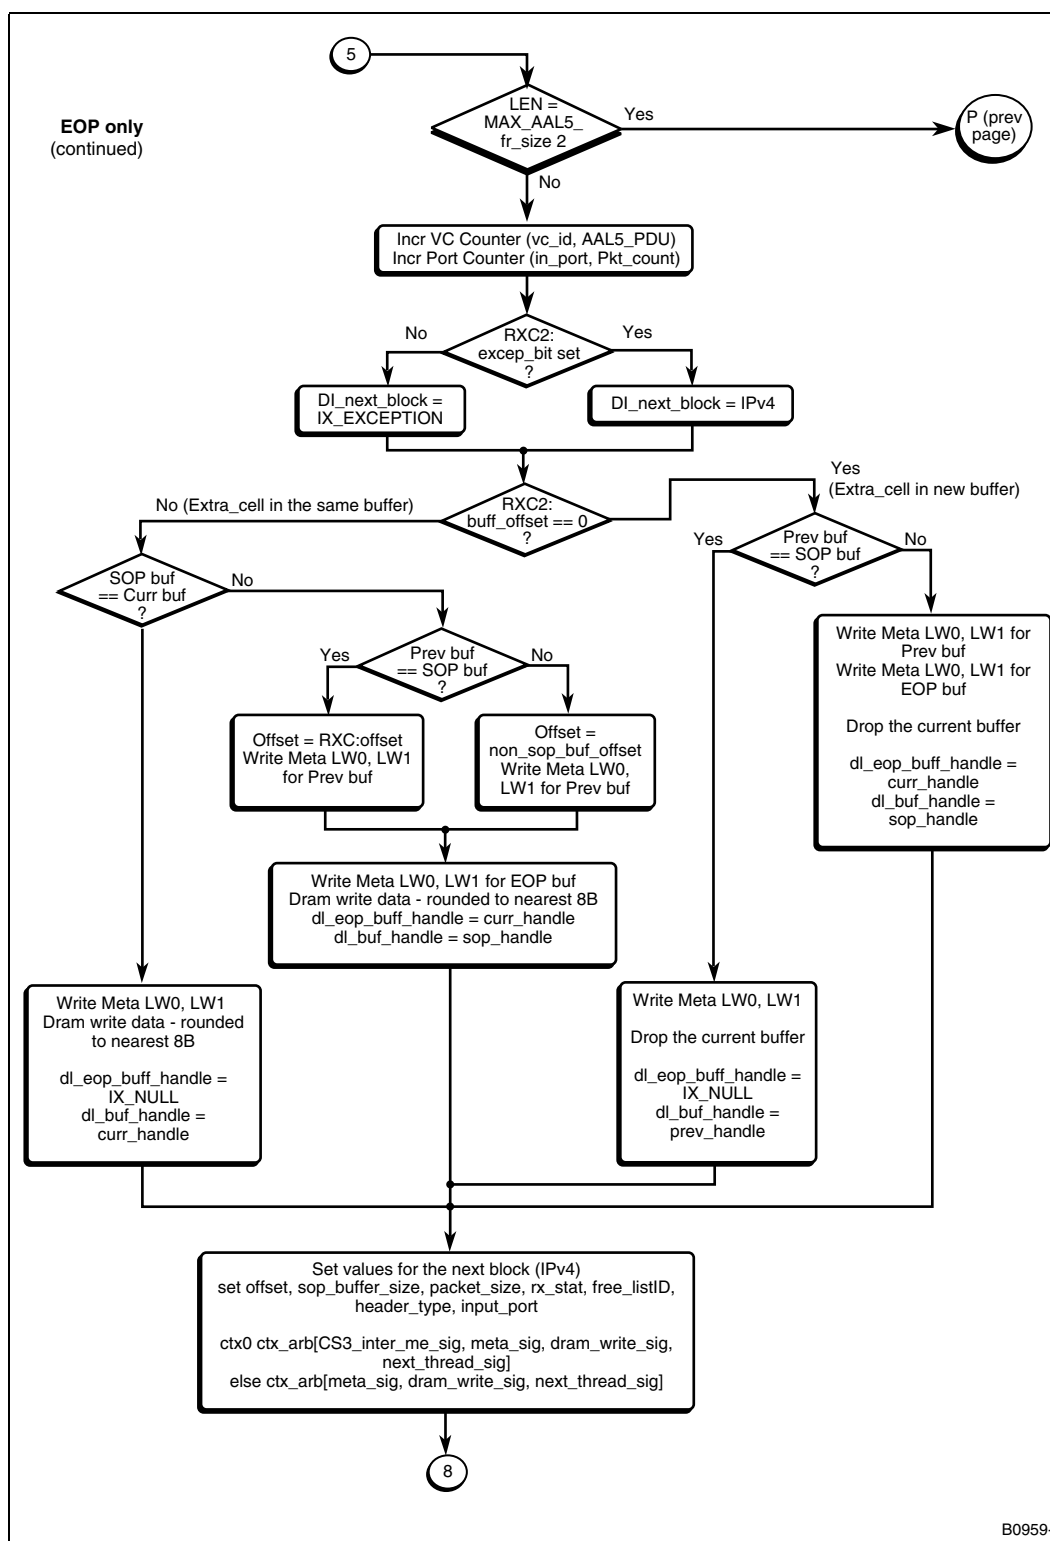 5
EOP only
(continued)
LEN =
MAX_AAL5_
fr_size 2
Yes
P (prev
page)
No
Incr VC Counter (vc_id, AAL5_PDU)
Incr Port Counter (in_port, Pkt_count)
No
RXC2:
excep_bit set
?
Yes
DI_next_block =
IX_EXCEPTION
DI_next_block = IPv4
No (Extra_cell in the same buffer)
RXC2:
buff_offset == 0
?
Yes
(Extra_cell in new buffer)
Yes
Prev buf
== SOP buf
?
No
SOP buf
== Curr buf
?
No
Yes
Prev buf
== SOP buf
?
No
Write Meta LW0, LW1 for
Prev buf
Write Meta LW0, LW1 for
EOP buf
Drop the current buffer
dl_eop_buff_handle =
curr_handle
dl_buf_handle =
sop_handle
Offset = RXC:offset
Write Meta LW0, LW1
for Prev buf
Offset =
non_sop_buf_offset
Write Meta LW0,
LW1 for Prev buf
Write Meta LW0, LW1 for EOP buf
Dram write data - rounded to nearest 8B
dl_eop_buff_handle = curr_handle
dl_buf_handle = sop_handle
Write Meta LW0, LW1
Dram write data - rounded
to nearest 8B
dl_eop_buff_handle =
IX_NULL
dl_buf_handle =
curr_handle
Write Meta LW0, LW1
Drop the current buffer
dl_eop_buff_handle =
IX_NULL
dl_buf_handle =
prev_handle
Set values for the next block (IPv4)
set offset, sop_buffer_size, packet_size, rx_stat, free_listID,
header_type, input_port
ctx0 ctx_arb[CS3_inter_me_sig, meta_sig, dram_write_sig,
next_thread_sig]
else ctx_arb[meta_sig, dram_write_sig, next_thread_sig]
8
B0959-